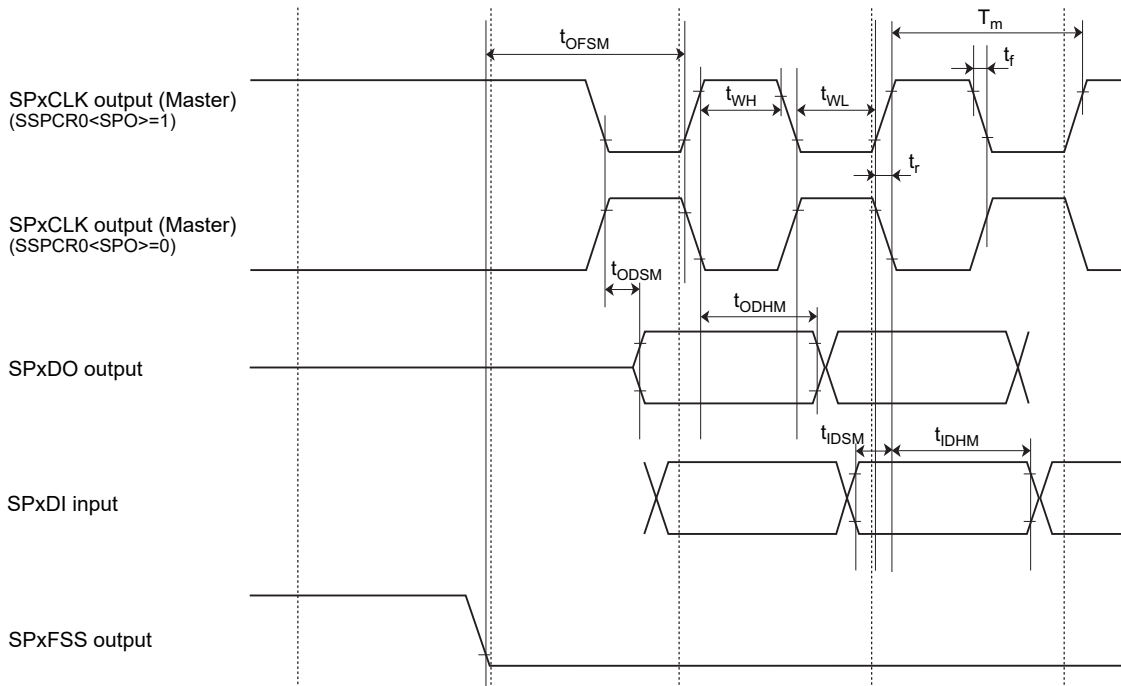 T_m
t_OFSM
t_f
SPxCLK output (Master)
(SSPCR0<SPO>=1)
t_WH
t_WL
t_r
SPxCLK output (Master)
(SSPCR0<SPO>=0)
t_ODSM
t_ODHM
SPxDO output
t_IDSM
t_IDHM
SPxDI input
SPxFSS output